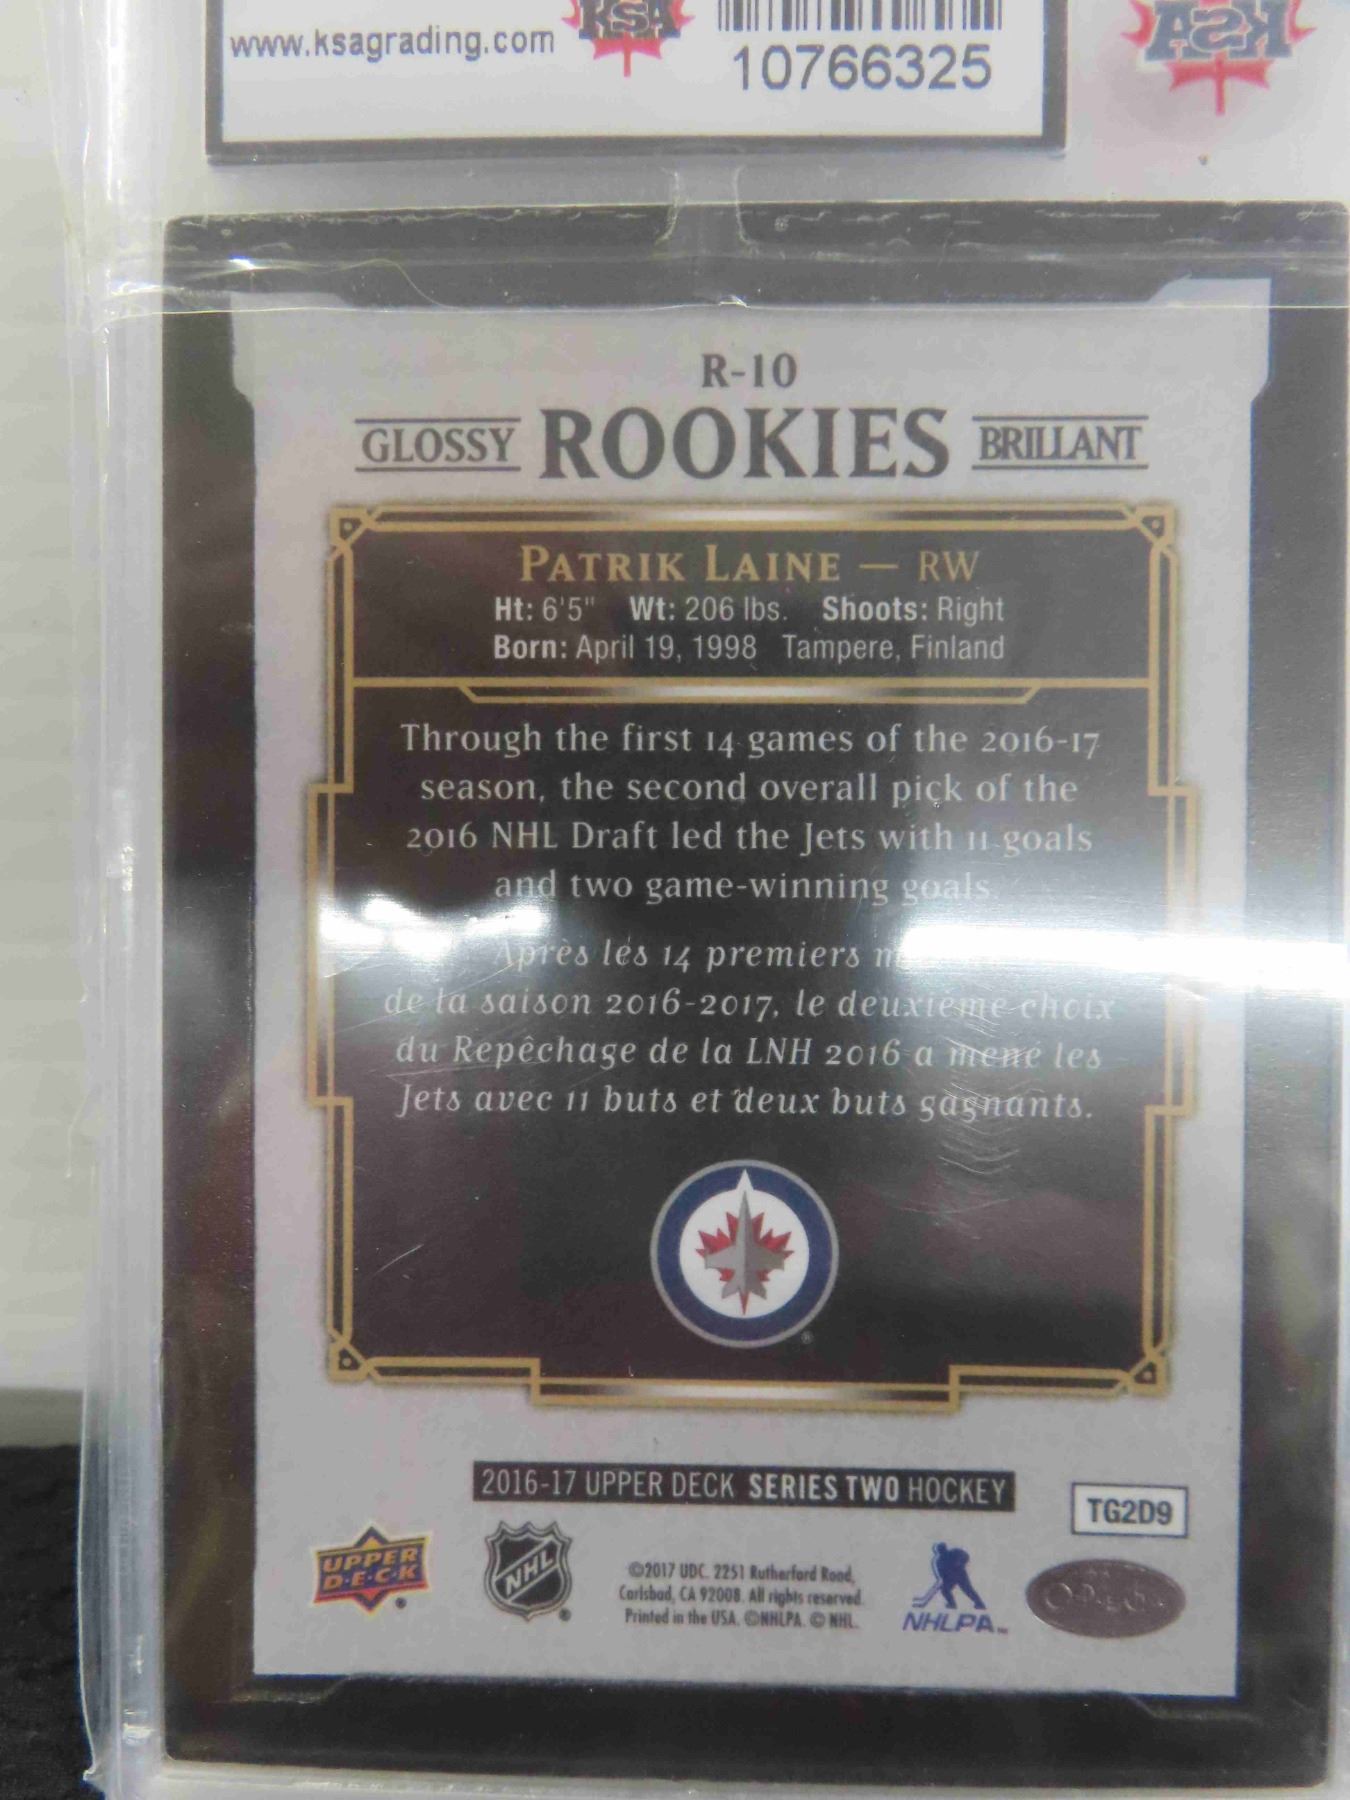 www.ksagrading.com
KSA
10766325
KSA
R-10
GLOSSY ROOKIES BRILLANT
PATRIK LAINE — RW
Ht: 6'5" Wt: 206 lbs. Shoots: Right
Born: April 19, 1998 Tampere, Finland
Through the first 14 games of the 2016-17
season, the second overall pick of the
2016 NHL Draft led the Jets with 11 goals
and two game-winning goals.
Après les 14 premiers
de la saison 2016-2017, le deuxième choix
du Repêchage de la LNH 2016 a mené les
Jets avec 11 buts et deux buts gagnants.
2016-17 UPPER DECK SERIES TWO HOCKEY
TG2D9
UPPER
D·E·C·K
NHL
©2017 UDC. 2251 Rutherford Road,
Carlsbad, CA 92008. All rights reserved.
Printed in the USA. ©NHLPA. © NHL.
NHLPA™
O-PEE-CHEE